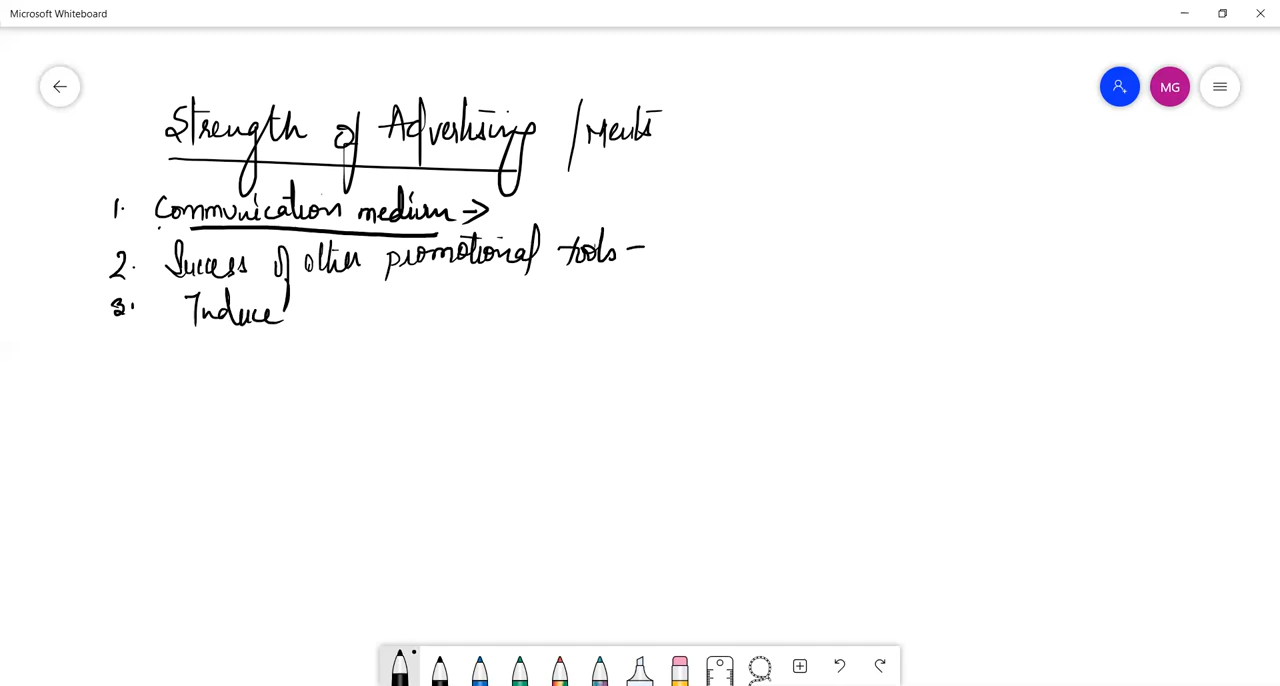 Microsoft Whiteboard
MG
Strength of Advertising / Merits
1. Communication medium →
2. Success of other promotional tools -
3. Induce